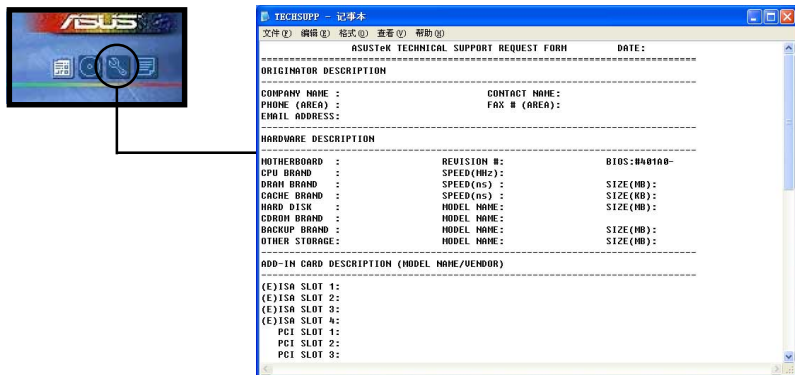 ASUS
TECHSUPP - 记事本
文件(F) 编辑(E) 格式(O) 查看(V) 帮助(H)
ASUSTeK TECHNICAL SUPPORT REQUEST FORM DATE:
================================================================
ORIGINATOR DESCRIPTION
----------------------------------------------------------------
COMPANY NAME : CONTACT NAME:
PHONE (AREA) : FAX # (AREA):
EMAIL ADDRESS:
----------------------------------------------------------------
HARDWARE DESCRIPTION
----------------------------------------------------------------
MOTHERBOARD : REVISION #: BIOS:#401A0-
CPU BRAND : SPEED(MHz):
DRAM BRAND : SPEED(ns) : SIZE(MB):
CACHE BRAND : SPEED(ns) : SIZE(KB):
HARD DISK : MODEL NAME: SIZE(MB):
CDROM BRAND : MODEL NAME:
BACKUP BRAND : MODEL NAME: SIZE(MB):
OTHER STORAGE: MODEL NAME: SIZE(MB):
----------------------------------------------------------------
ADD-IN CARD DESCRIPTION (MODEL NAME/VENDOR)
----------------------------------------------------------------
(E)ISA SLOT 1:
(E)ISA SLOT 2:
(E)ISA SLOT 3:
(E)ISA SLOT 4:
PCI SLOT 1:
PCI SLOT 2:
PCI SLOT 3: